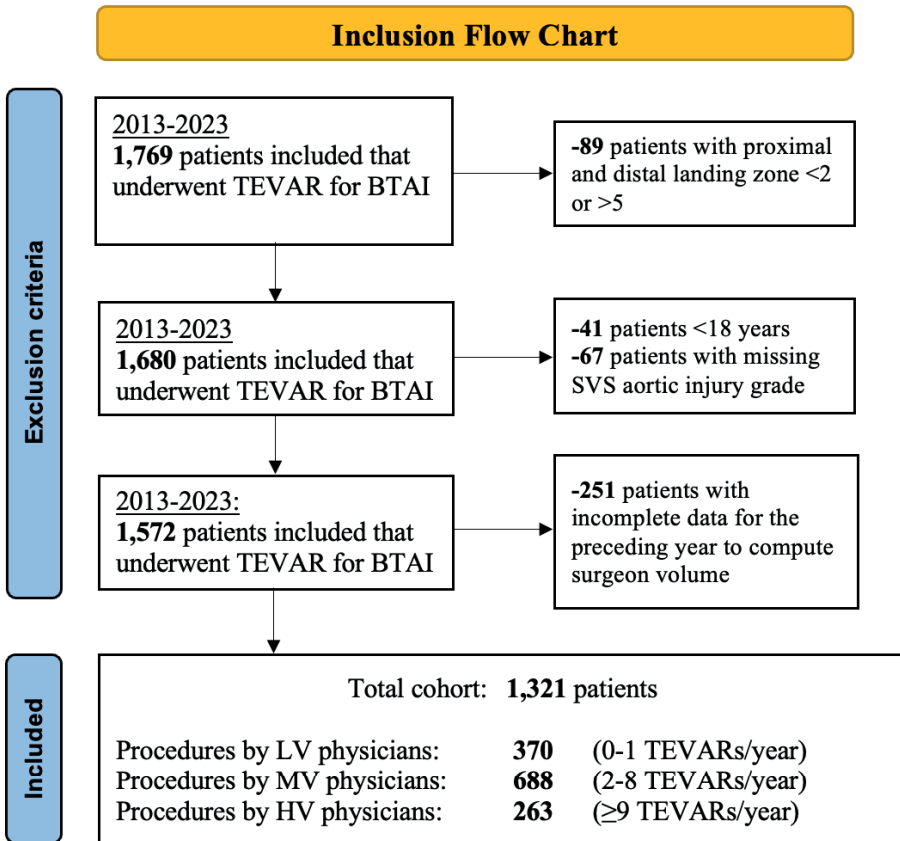 Inclusion Flow Chart
Exclusion criteria
2013-2023
1,769 patients included that
underwent TEVAR for BTAI
-89 patients with proximal
and distal landing zone <2
or >5
2013-2023
1,680 patients included that
underwent TEVAR for BTAI
-41 patients <18 years
-67 patients with missing
SVS aortic injury grade
2013-2023:
1,572 patients included that
underwent TEVAR for BTAI
-251 patients with
incomplete data for the
preceding year to compute
surgeon volume
Included
Total cohort: 1,321 patients
Procedures by LV physicians: 370 (0-1 TEVARs/year)
Procedures by MV physicians: 688 (2-8 TEVARs/year)
Procedures by HV physicians: 263 (≥9 TEVARs/year)